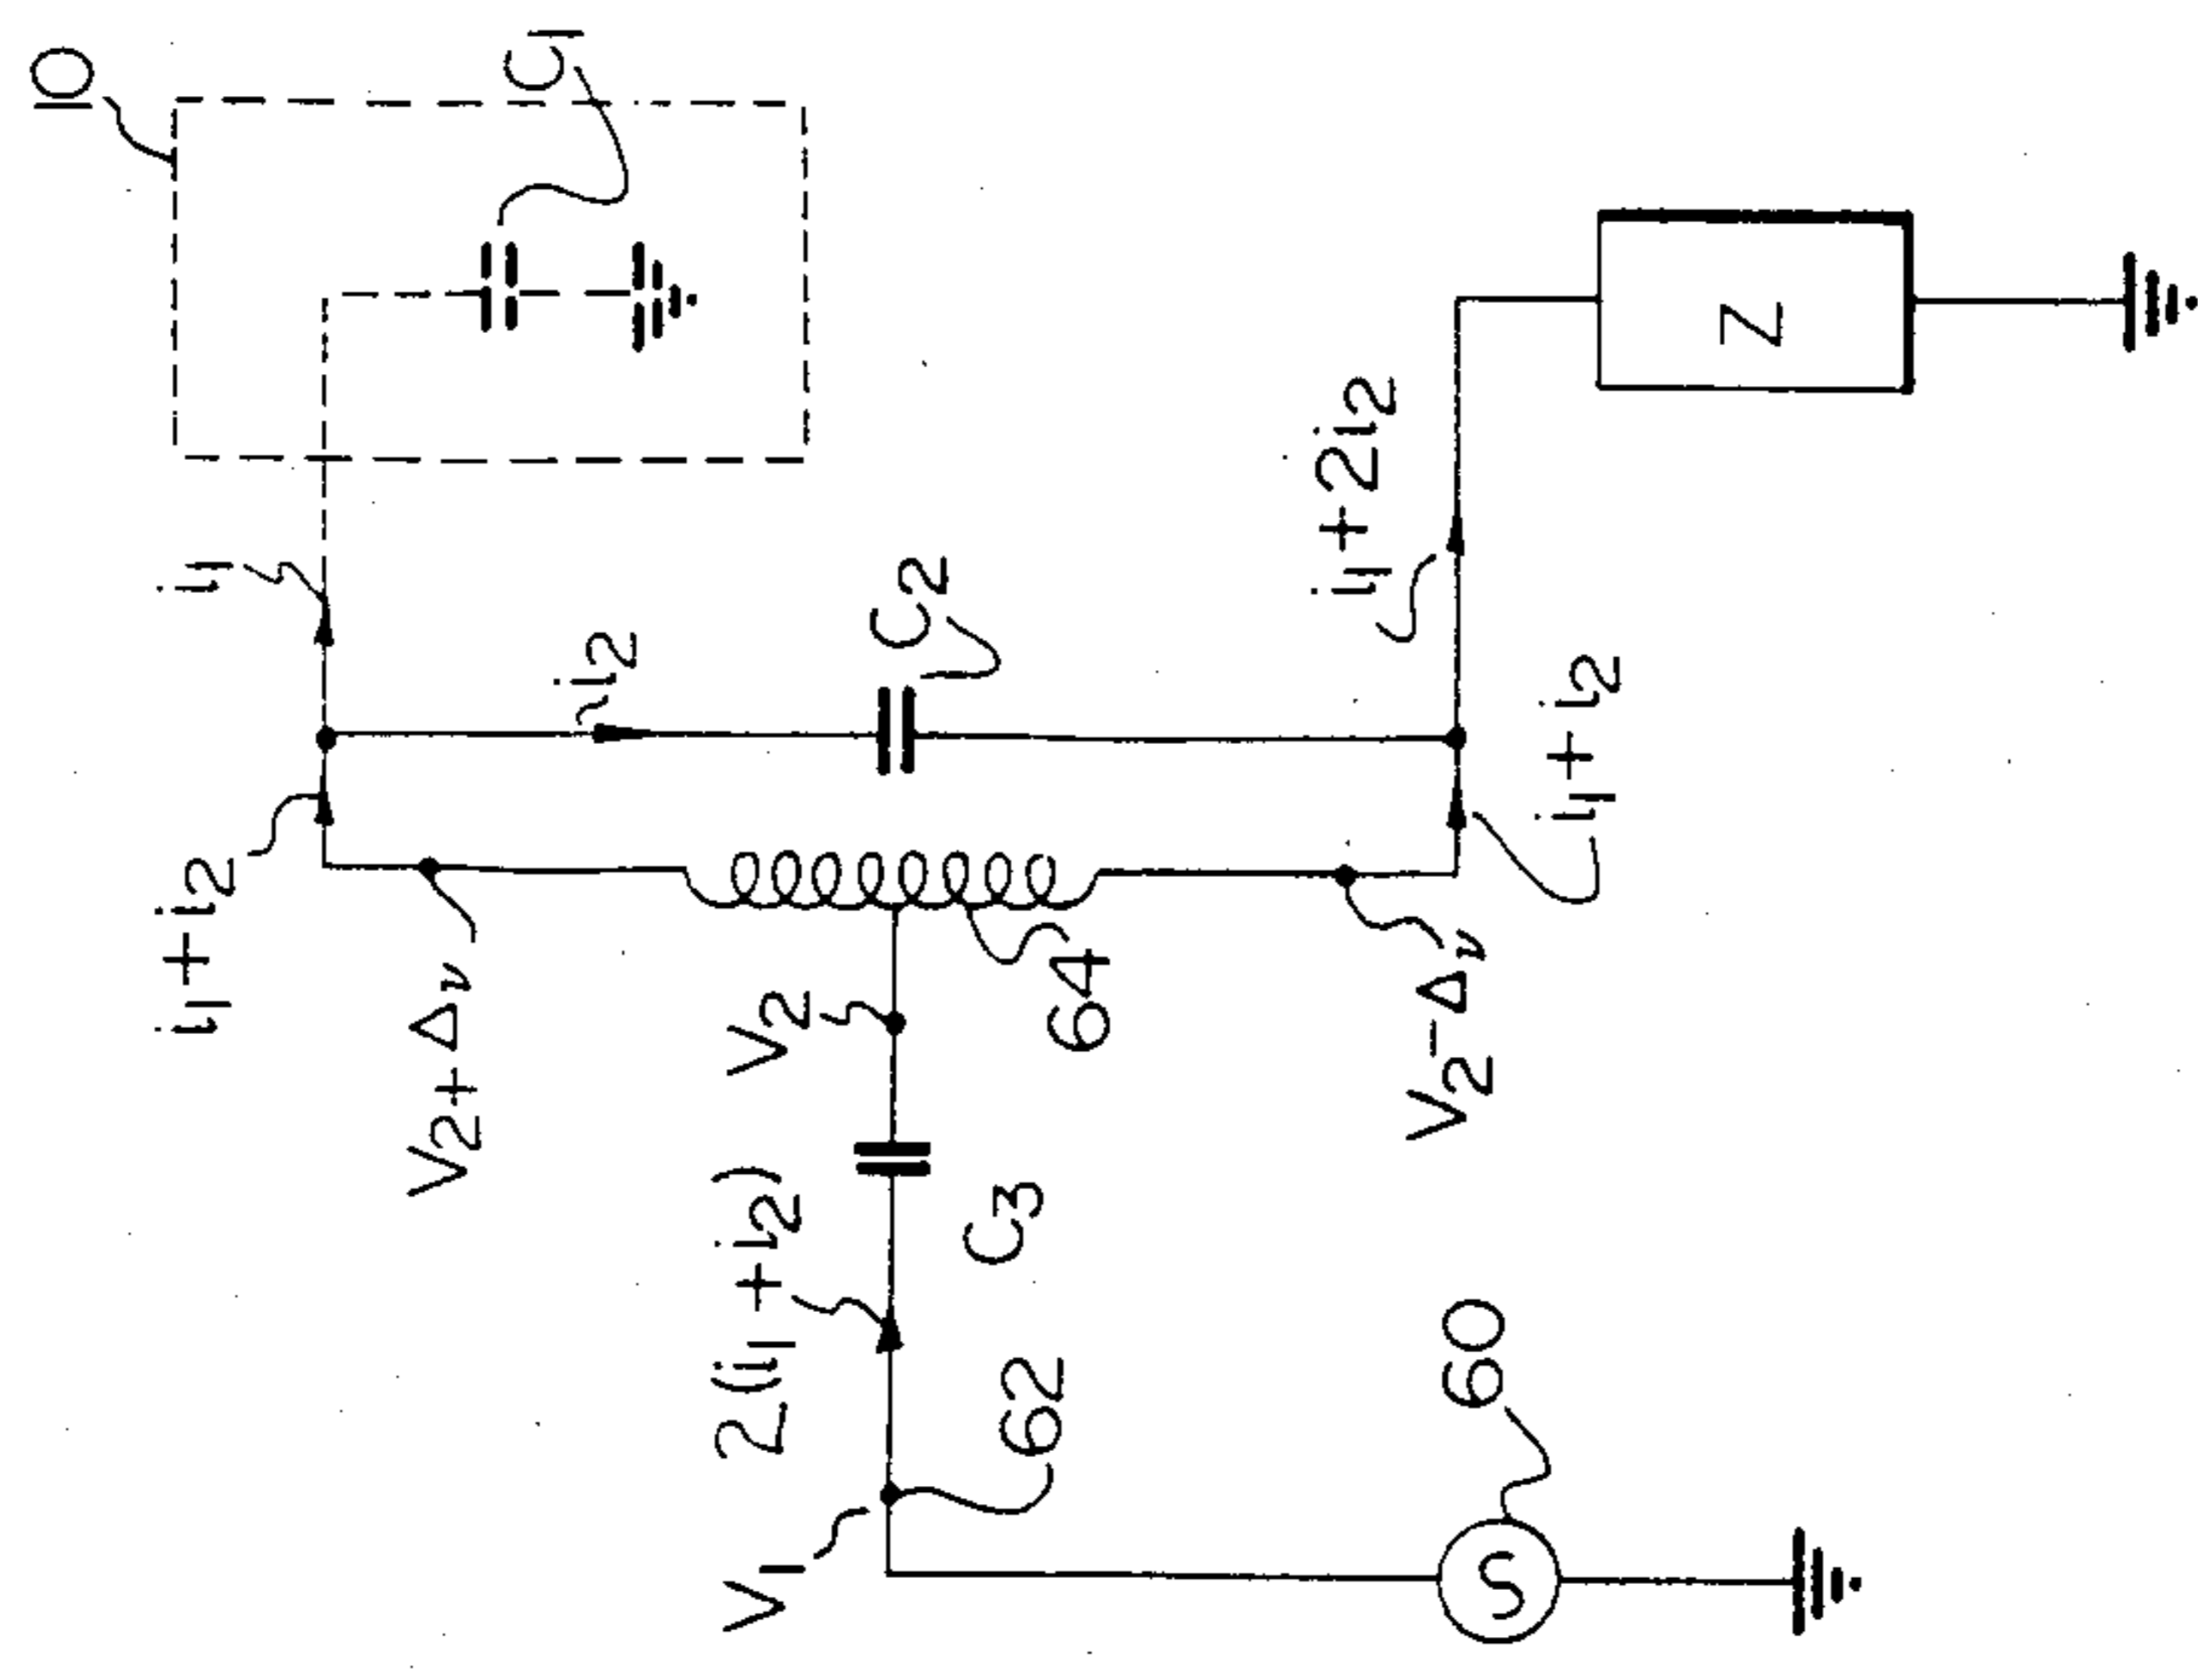 10
C1
i1
i1+i2
i2
C2
V2+Δv
V2
64
2(i1+i2)
C3
V1
62
60
S
V2-Δv
i1+i2
i1+2i2
Z